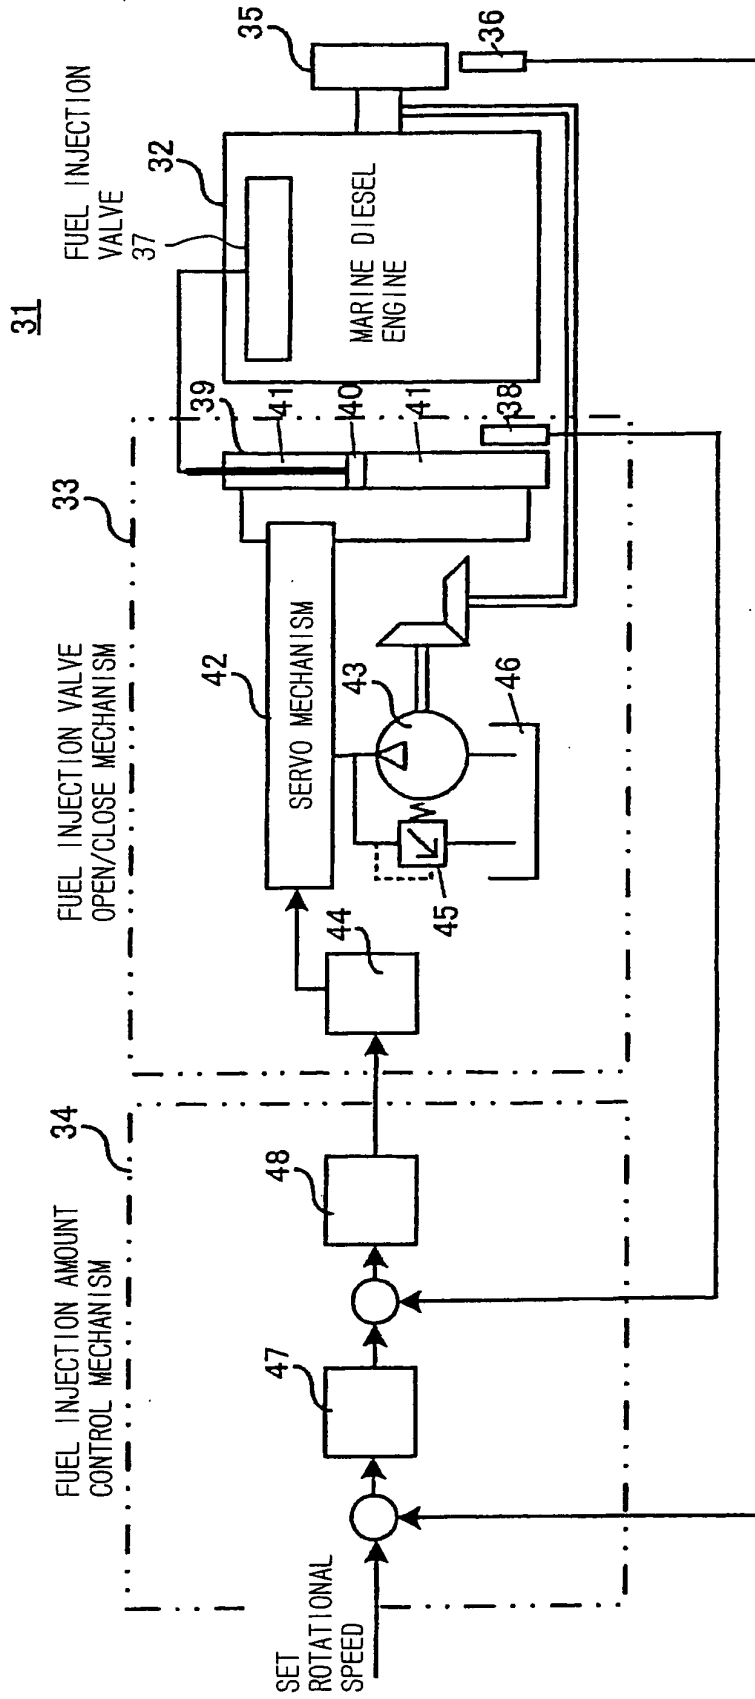 31
FUEL INJECTION AMOUNT
CONTROL MECHANISM
34
FUEL INJECTION VALVE
OPEN/CLOSE MECHANISM
33
FUEL INJECTION
VALVE
37
32
35
36
39
41
40
41
38
42
SERVO MECHANISM
43
44
45
46
47
48
MARINE DIESEL
ENGINE
SET
ROTATIONAL
SPEED